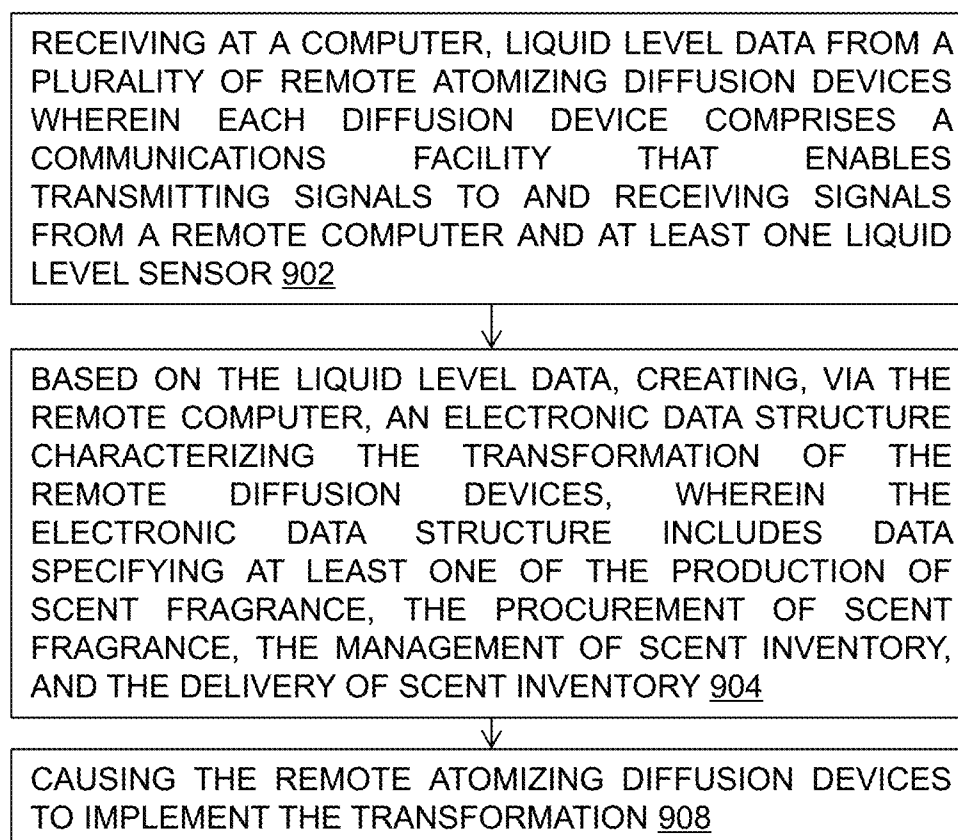 RECEIVING AT A COMPUTER, LIQUID LEVEL DATA FROM A
PLURALITY OF REMOTE ATOMIZING DIFFUSION DEVICES
WHEREIN EACH DIFFUSION DEVICE COMPRISES A
COMMUNICATIONS FACILITY THAT ENABLES
TRANSMITTING SIGNALS TO AND RECEIVING SIGNALS
FROM A REMOTE COMPUTER AND AT LEAST ONE LIQUID
LEVEL SENSOR 902
BASED ON THE LIQUID LEVEL DATA, CREATING, VIA THE
REMOTE COMPUTER, AN ELECTRONIC DATA STRUCTURE
CHARACTERIZING THE TRANSFORMATION OF THE
REMOTE DIFFUSION DEVICES, WHEREIN THE
ELECTRONIC DATA STRUCTURE INCLUDES DATA
SPECIFYING AT LEAST ONE OF THE PRODUCTION OF
SCENT FRAGRANCE, THE PROCUREMENT OF SCENT
FRAGRANCE, THE MANAGEMENT OF SCENT INVENTORY,
AND THE DELIVERY OF SCENT INVENTORY 904
CAUSING THE REMOTE ATOMIZING DIFFUSION DEVICES
TO IMPLEMENT THE TRANSFORMATION 908